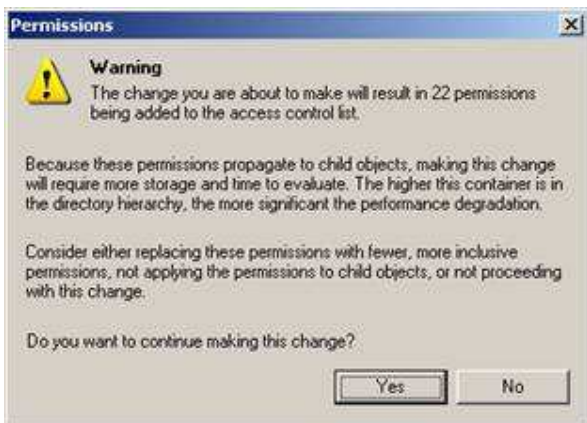 Permissions
Warning
The change you are about to make will result in 22 permissions
being added to the access control list.
Because these permissions propagate to child objects, making this change
will require more storage and time to evaluate. The higher this container is in
the directory hierarchy, the more significant the performance degradation.
Consider either replacing these permissions with fewer, more inclusive
permissions, not applying the permissions to child objects, or not proceeding
with this change.
Do you want to continue making this change?
Yes
No